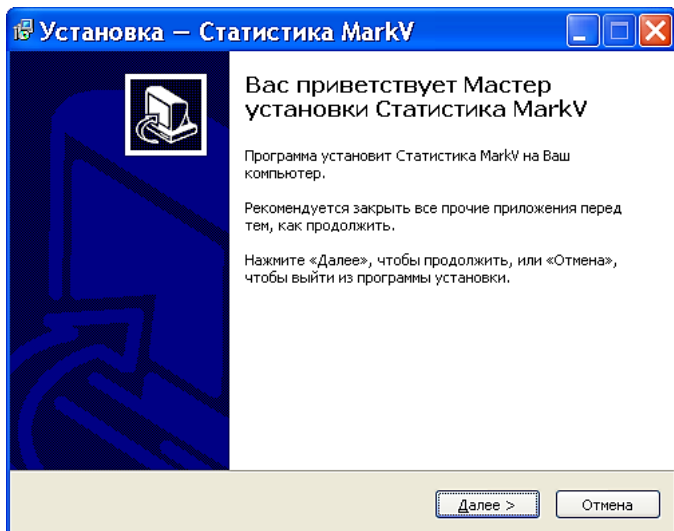 Установка — Статистика MarkV
Вас приветствует Мастер
установки Статистика MarkV
Программа установит Статистика MarkV на Ваш
компьютер.
Рекомендуется закрыть все прочие приложения перед
тем, как продолжить.
Нажмите «Далее», чтобы продолжить, или «Отмена»,
чтобы выйти из программы установки.
Далее >
Отмена